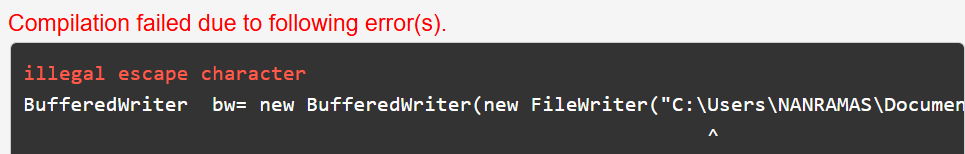 Compilation failed due to following error(s).
illegal escape character
BufferedWriter  bw= new BufferedWriter(new FileWriter("C:\Users\NANRAMAS\Documen
^